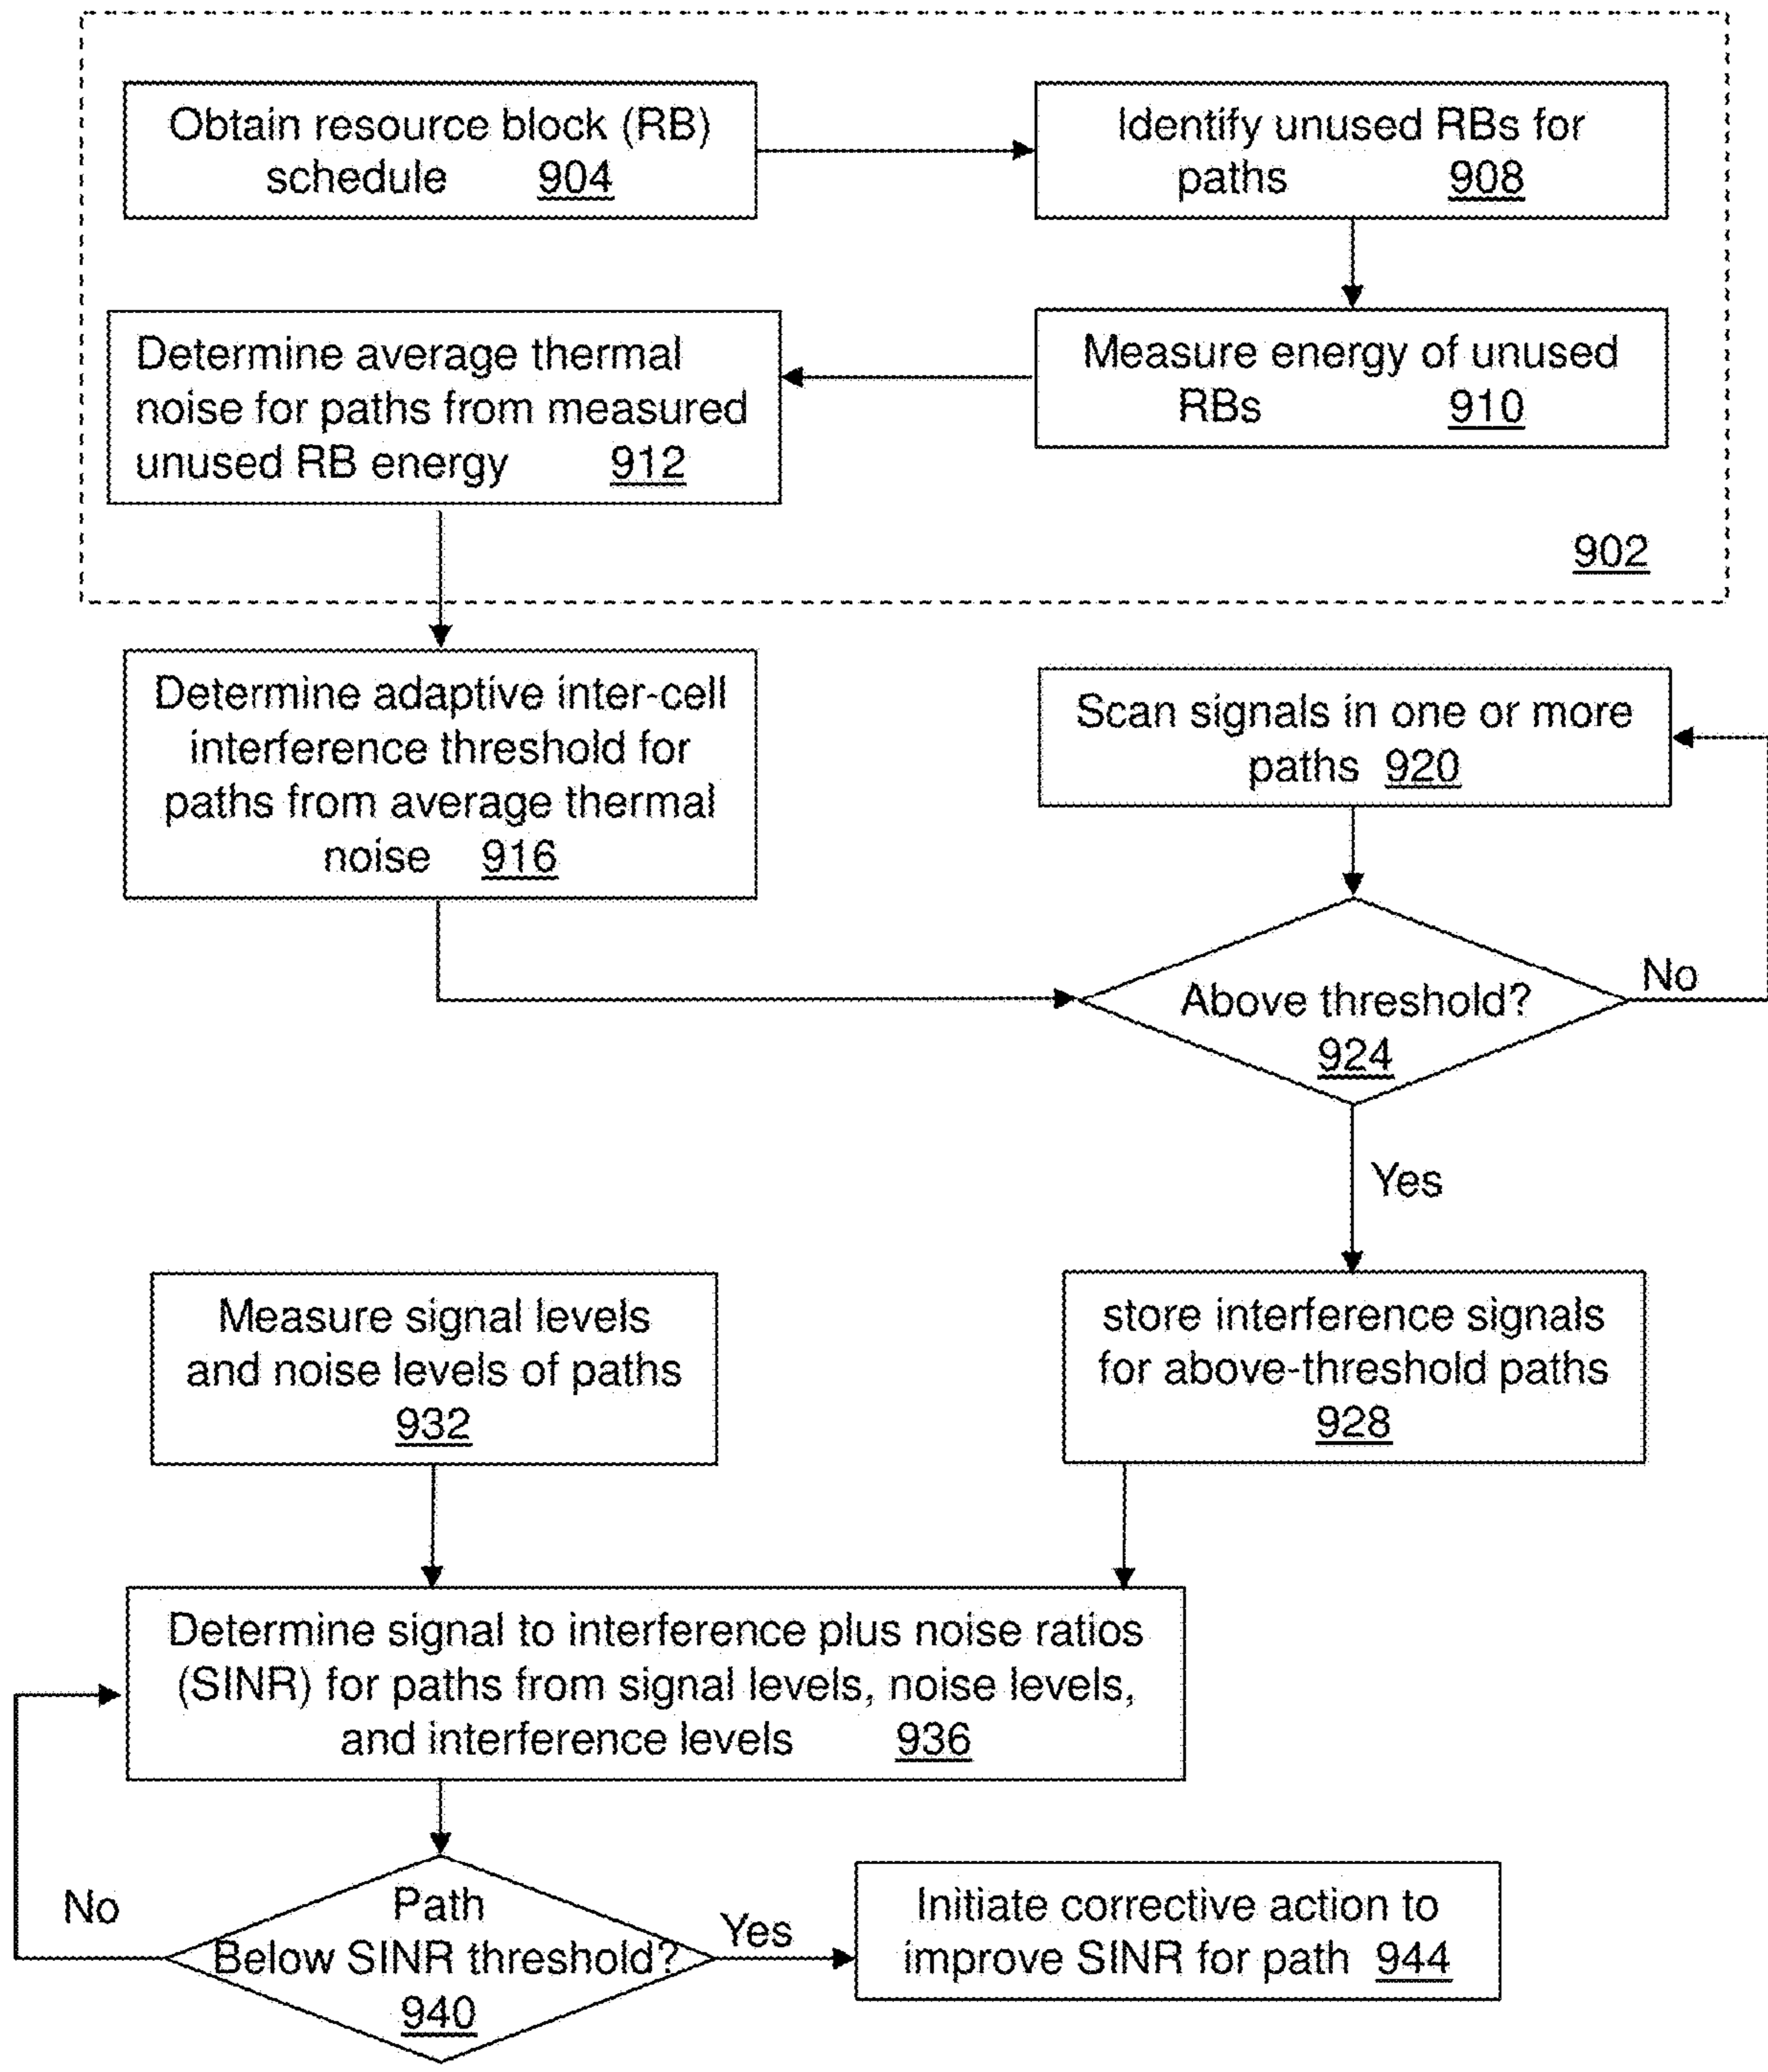 Obtain resource block (RB)
schedule 904
Identify unused RBs for
paths 908
Determine average thermal
noise for paths from measured
unused RB energy 912
Measure energy of unused
RBs 910
902
Determine adaptive inter-cell
interference threshold for
paths from average thermal
noise 916
Scan signals in one or more
paths 920
Above threshold?
924
No
Yes
Measure signal levels
and noise levels of paths
932
store interference signals
for above-threshold paths
928
Determine signal to interference plus noise ratios
(SINR) for paths from signal levels, noise levels,
and interference levels 936
No
Path
Below SINR threshold?
940
Yes
Initiate corrective action to
improve SINR for path 944